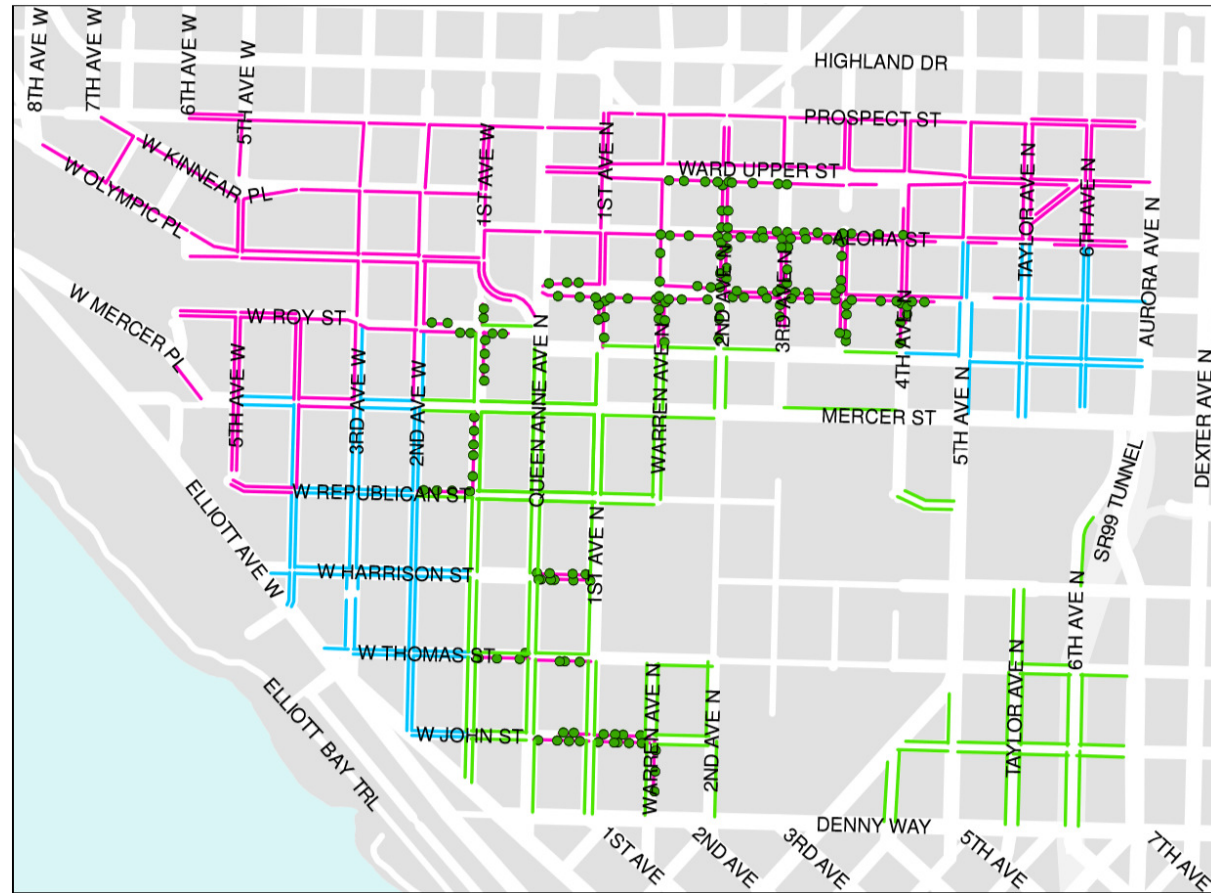 8TH AVE W
7TH AVE W
6TH AVE W
5TH AVE W
HIGHLAND DR
PROSPECT ST
W KINNEAR PL
W OLYMPIC PL
1ST AVE W
1ST AVE N
WARD UPPER ST
TAYLOR AVE N
6TH AVE N
ALOHA ST
AURORA AVE N
W MERCER PL
W ROY ST
QUEEN ANNE AVE N
WARREN AVE N
2ND AVE N
3RD AVE N
4TH AVE N
5TH AVE W
3RD AVE W
2ND AVE W
5TH AVE N
MERCER ST
DEXTER AVE N
W REPUBLICAN ST
ELLIOTT AVE W
SR99 TUNNEL
1ST AVE N
W HARRISON ST
6TH AVE N
W THOMAS ST
ELLIOTT BAY TRL
W JOHN ST
WARREN AVE N
2ND AVE N
TAYLOR AVE N
DENNY WAY
1ST AVE
2ND AVE
3RD AVE
5TH AVE
7TH AVE